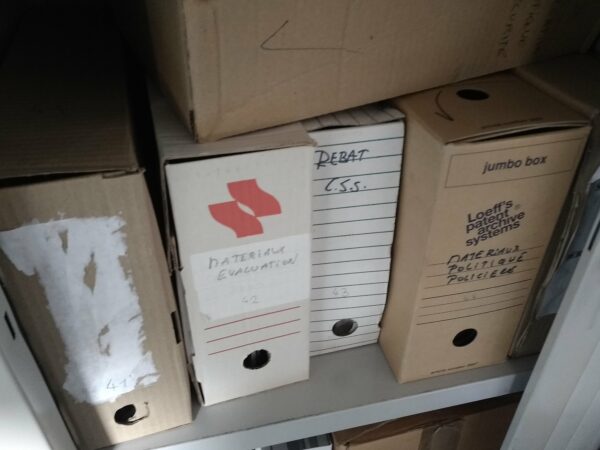 41
MATERIAUX
EVALUATION
42
DEBAT
C.S.S.
43
jumbo box
Loeff's
patent
archive
systems
MATERIAUX
POLITIQUE
POLICIERE